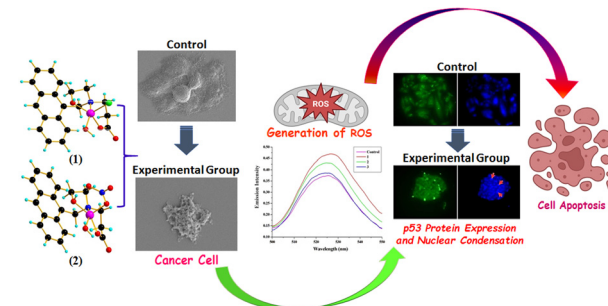 Control
(1)
Experimental Group
(2)
Cancer Cell
ROS
Generation of ROS
Control
1
2
3
Emission Intensity
Wavelength (nm)
Control
Experimental Group
p53 Protein Expression
and Nuclear Condensation
Cell Apoptosis